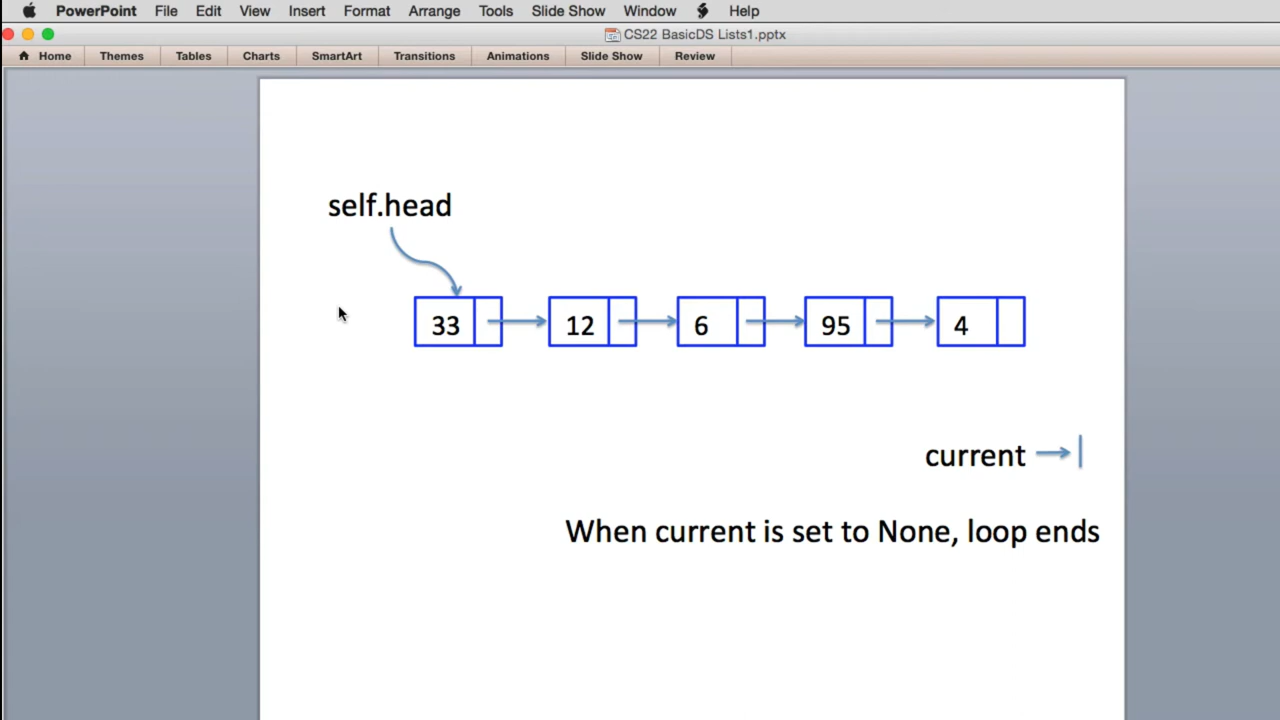 PowerPoint File Edit View Insert Format Arrange Tools Slide Show Window Help
CS22 BasicDS Lists1.pptx
Home Themes Tables Charts SmartArt Transitions Animations Slide Show Review
self.head
33 12 6 95 4
current
When current is set to None, loop ends